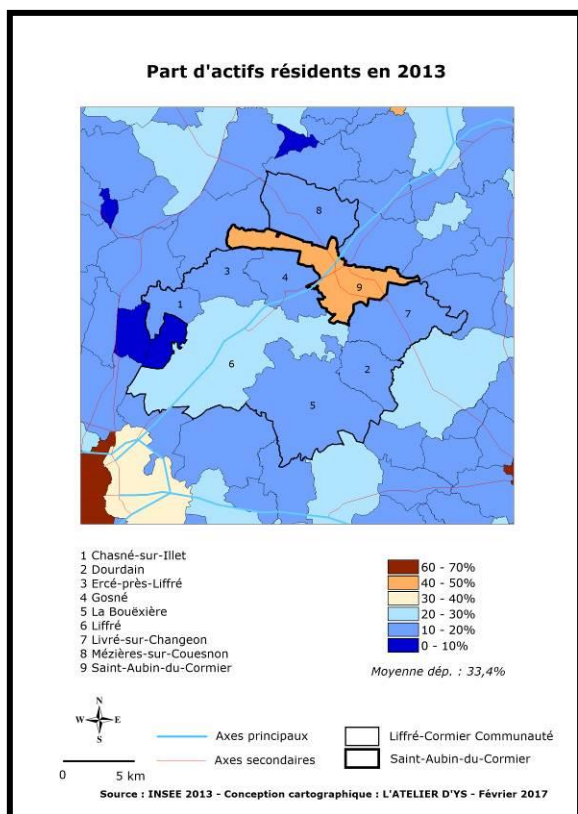 Part d'actifs résidents en 2013
8
3
4
9
1
7
6
2
5
1 Chasné-sur-Illet
2 Dourdain
3 Ercé-près-Liffré
4 Gosné
5 La Bouëxière
6 Liffré
7 Livré-sur-Changeon
8 Mézières-sur-Couesnon
9 Saint-Aubin-du-Cormier
60 - 70%
40 - 50%
30 - 40%
20 - 30%
10 - 20%
0 - 10%
Moyenne dép. : 33,4%
N
W E
S
0 5 km
Axes principaux
Axes secondaires
Liffré-Cormier Communauté
Saint-Aubin-du-Cormier
Source : INSEE 2013 - Conception cartographique : L'ATELIER D'YS - Février 2017